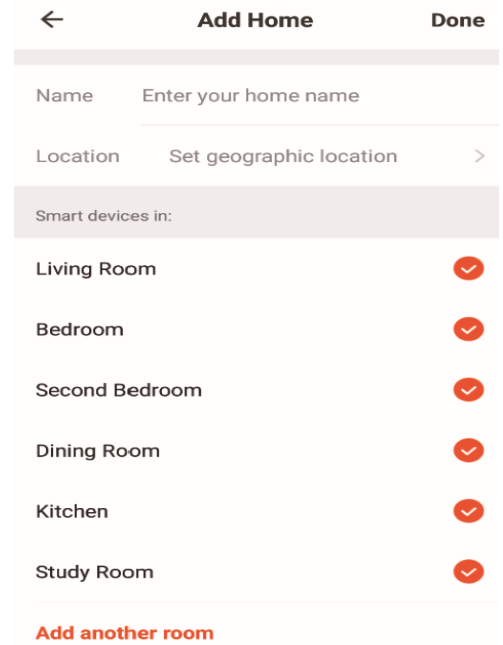 Add Home Done
Name Enter your home name
Location Set geographic location
Smart devices in:
Living Room
Bedroom
Second Bedroom
Dining Room
Kitchen
Study Room
Add another room